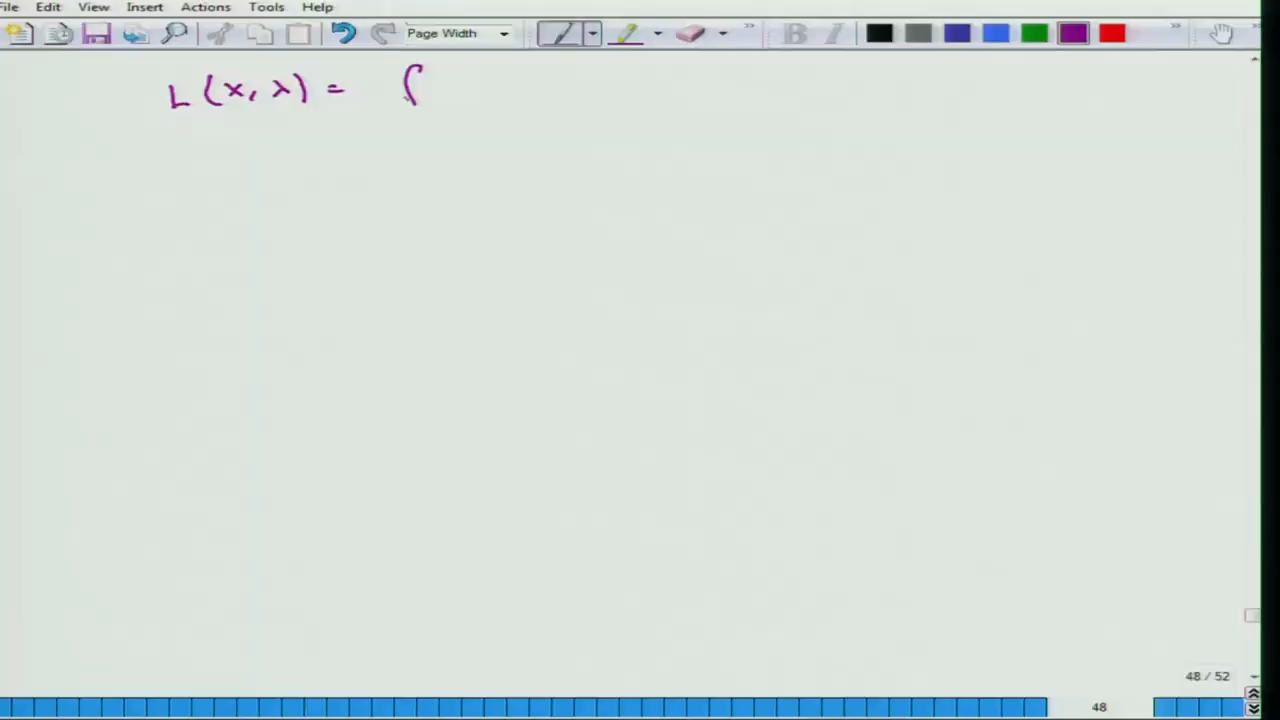 File Edit View Insert Actions Tools Help
Page Width
B I
L (x, λ) = f
48 / 52
48